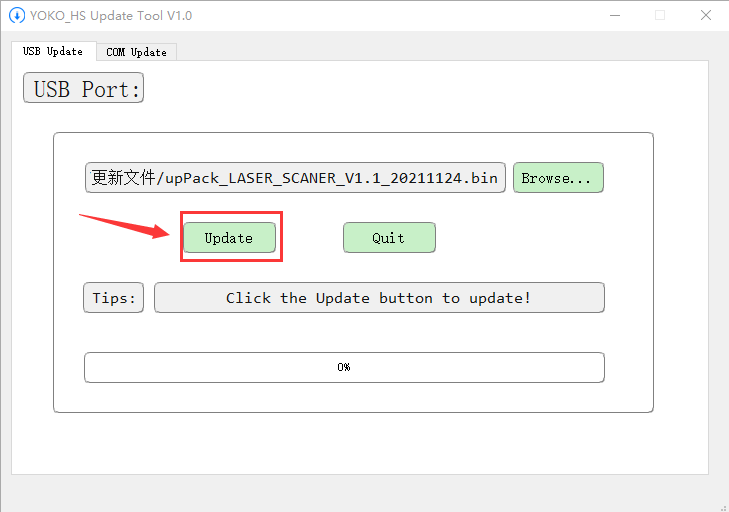 YOKO_HS Update Tool V1.0
USB Update COM Update
USB Port:
更新文件/upPack_LASER_SCANER_V1.1_20211124.bin Browse...
Update Quit
Tips: Click the Update button to update!
0%